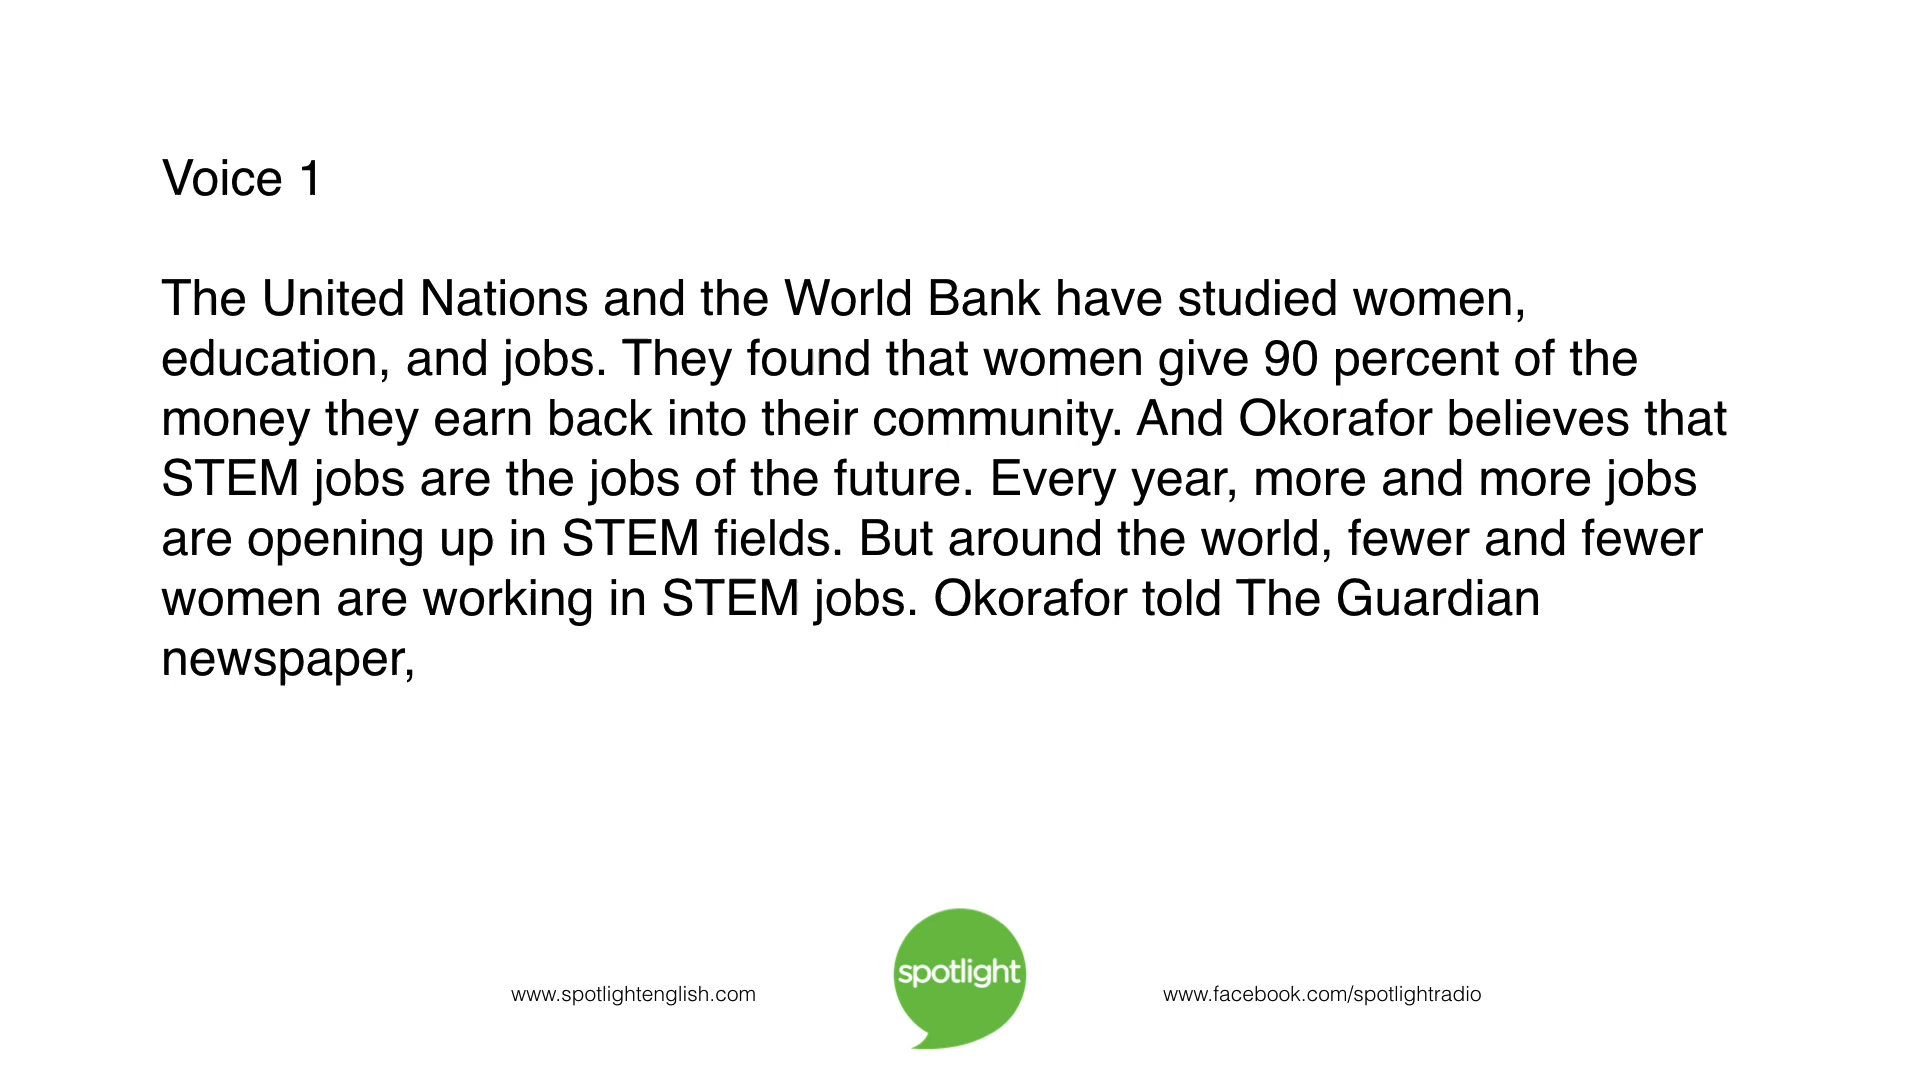 Voice 1
The United Nations and the World Bank have studied women,
education, and jobs. They found that women give 90 percent of the
money they earn back into their community. And Okorafor believes that
STEM jobs are the jobs of the future. Every year, more and more jobs
are opening up in STEM fields. But around the world, fewer and fewer
women are working in STEM jobs. Okorafor told The Guardian
newspaper,
www.spotlightenglish.com
spotlight
www.facebook.com/spotlightradio